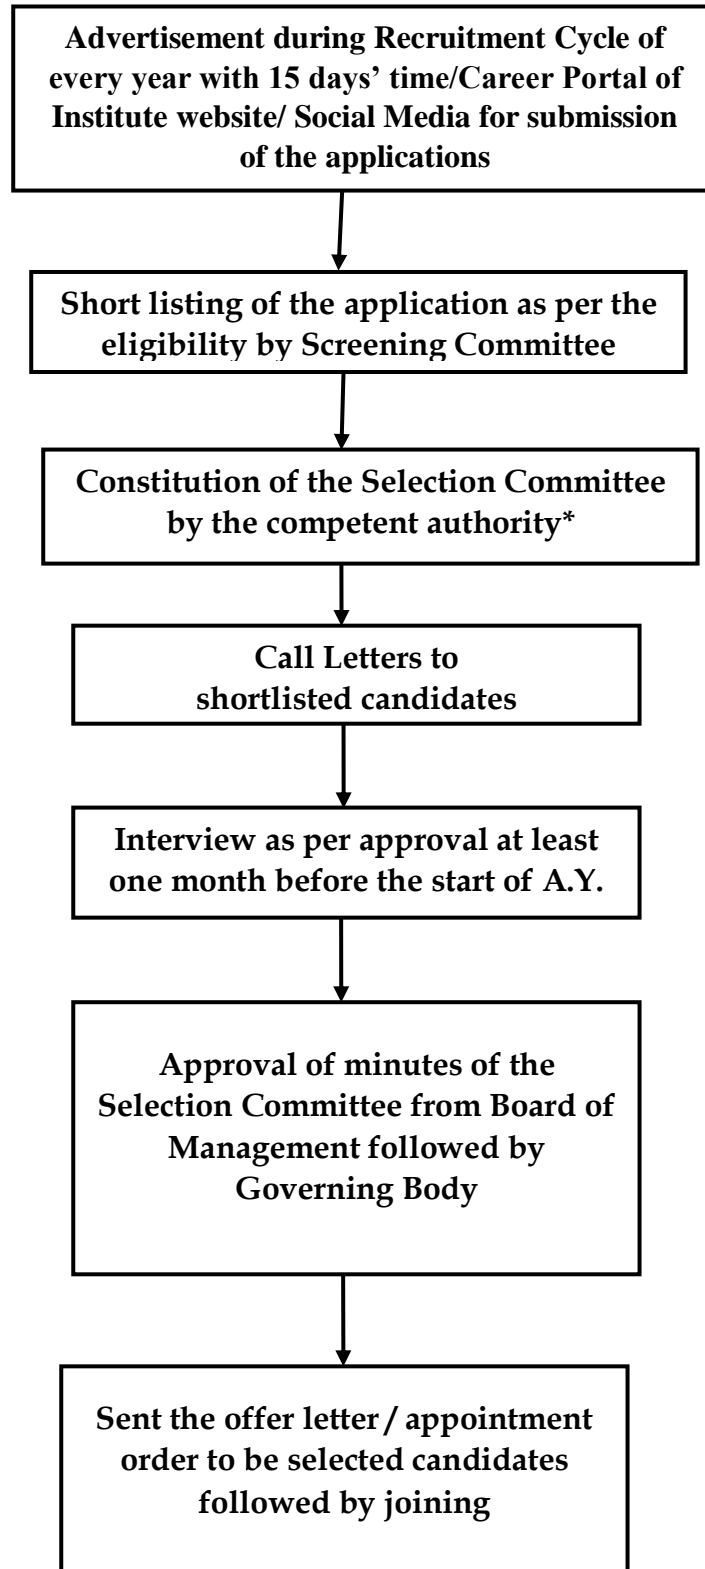 Advertisement during Recruitment Cycle of
every year with 15 days’ time/Career Portal of
Institute website/ Social Media for submission
of the applications
Short listing of the application as per the
eligibility by Screening Committee
Constitution of the Selection Committee
by the competent authority*
Call Letters to
shortlisted candidates
Interview as per approval at least
one month before the start of A.Y.
Approval of minutes of the
Selection Committee from Board of
Management followed by
Governing Body
Sent the offer letter / appointment
order to be selected candidates
followed by joining